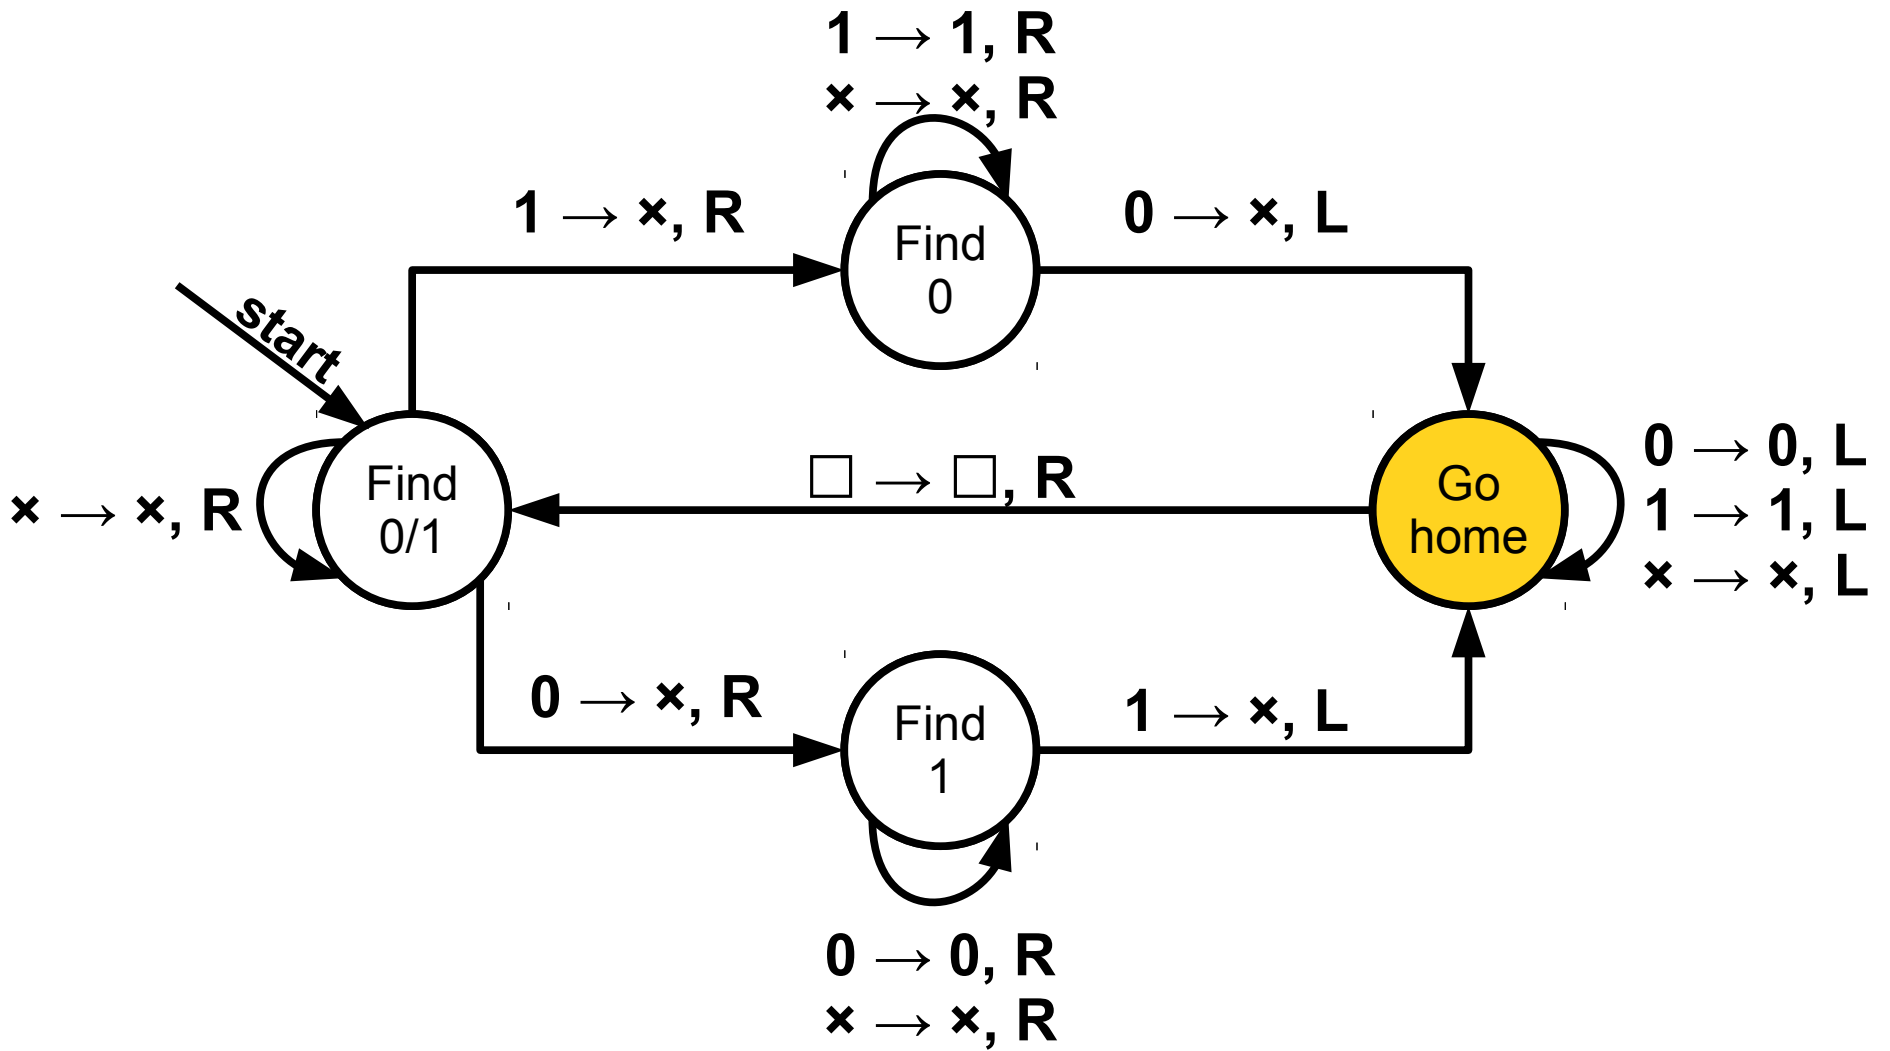 1 → 1, R
× → ×, R
1 → ×, R
Find
0
0 → ×, L
start
× → ×, R
Find
0/1
□ → □, R
Go
home
0 → 0, L
1 → 1, L
× → ×, L
0 → ×, R
Find
1
1 → ×, L
0 → 0, R
× → ×, R